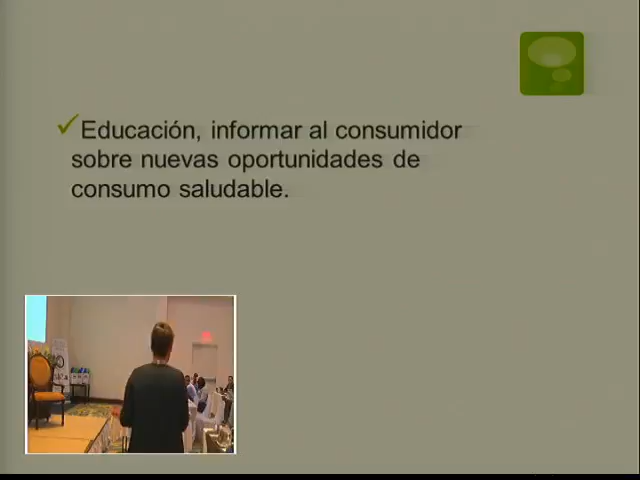 Educación, informar al consumidor
sobre nuevas oportunidades de
consumo saludable.